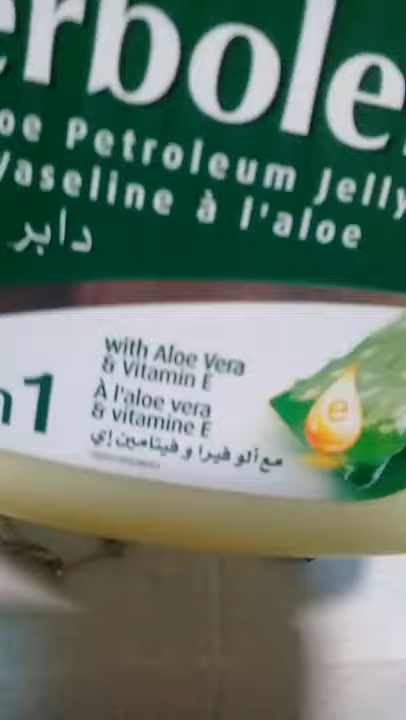 erbole
oe Petroleum Jelly
Vaseline à l'aloe
دابر
with Aloe Vera
& Vitamin E
À l'aloe vera
& vitamine E
مع ألو فيرا و فيتامين إي
n1
e